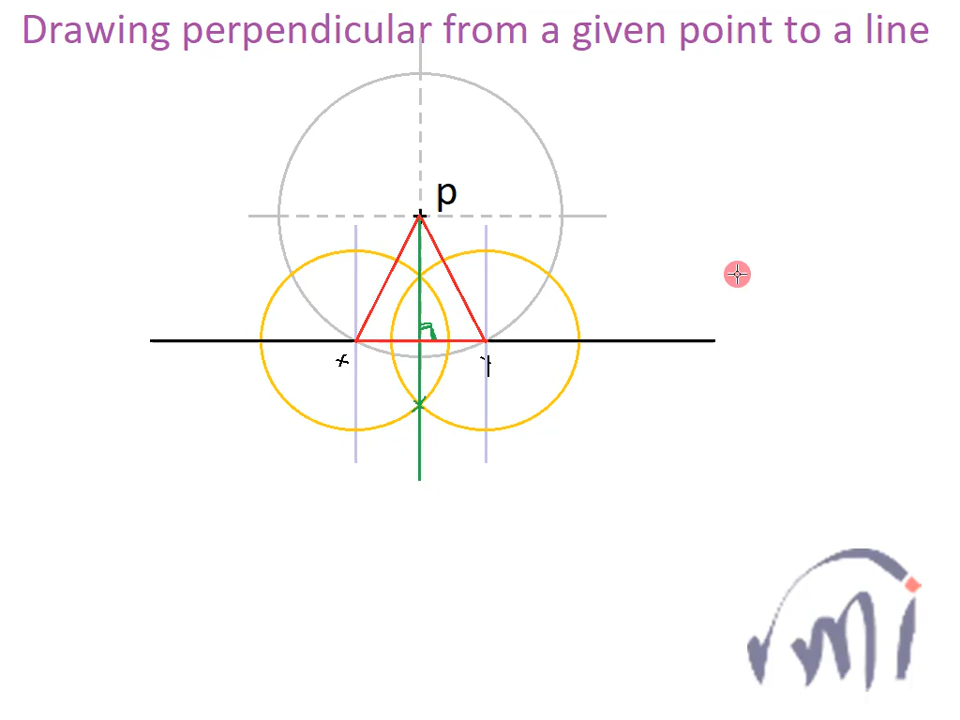 Drawing perpendicular from a given point to a line
p
x